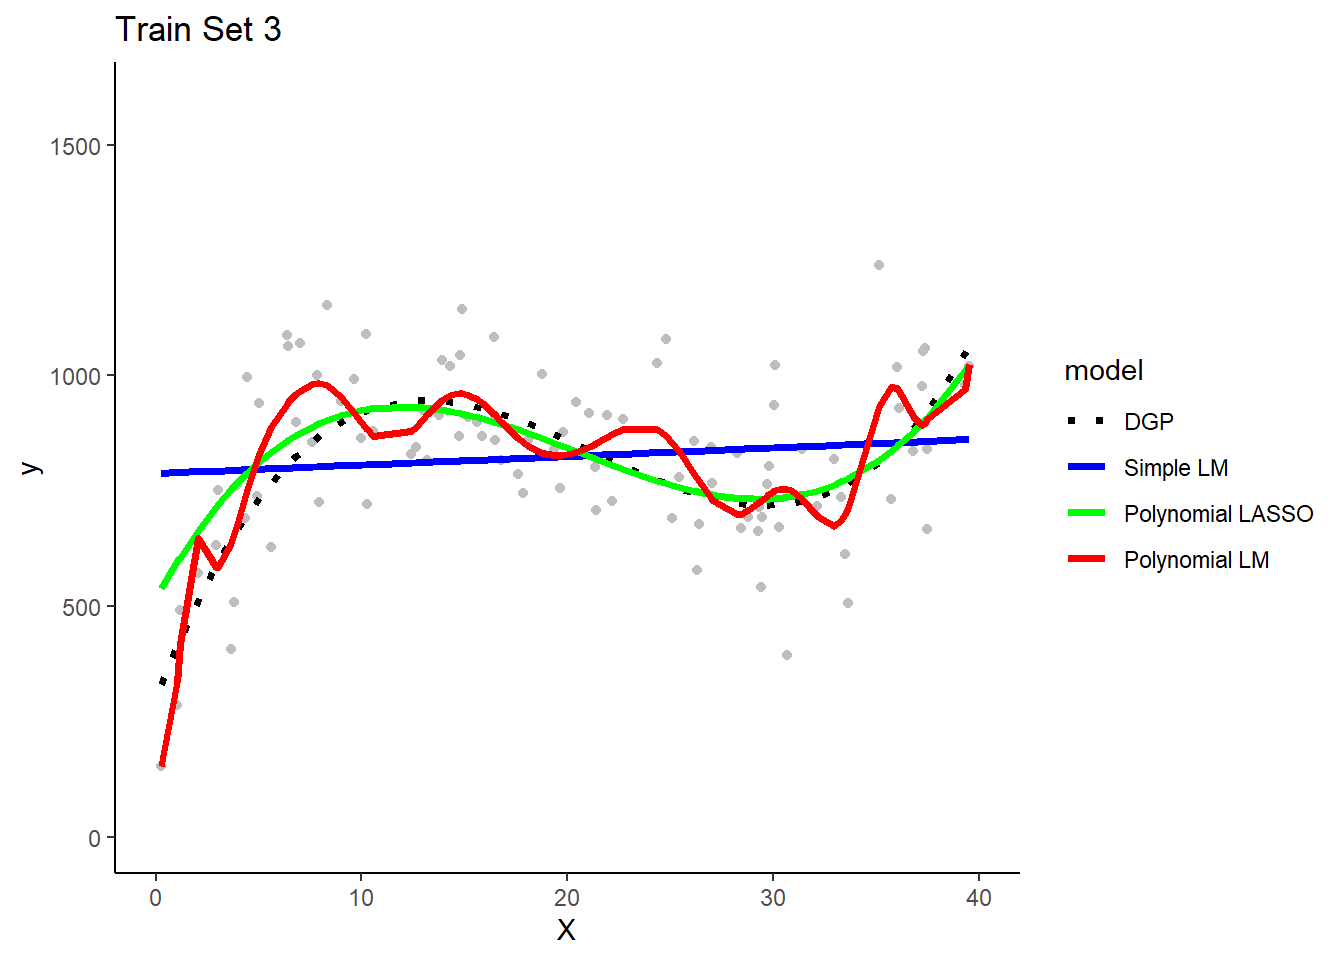 Train Set 3
1500
1000
500
0
y
0 10 20 30 40
X
model
DGP
Simple LM
Polynomial LASSO
Polynomial LM